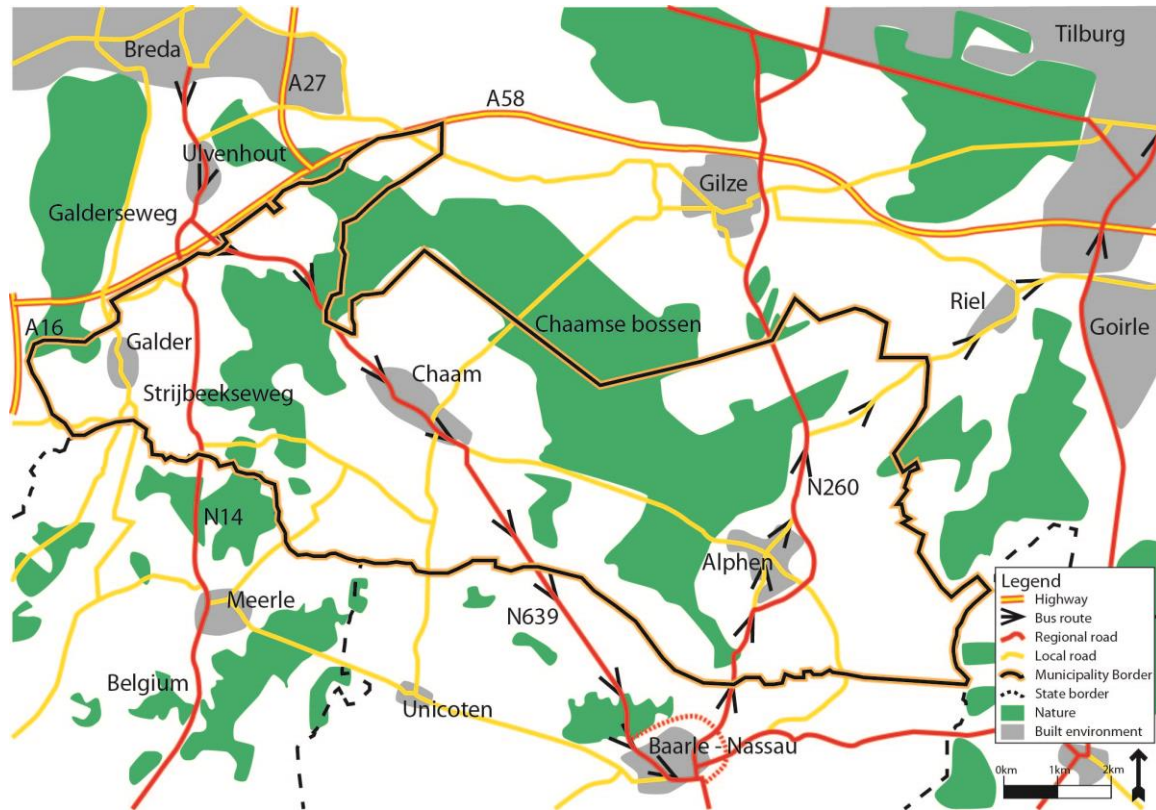 Breda
Tilburg
A27
A58
Ulvenhout
Gilze
Galderseweg
Riel
Chaamse bossen
A16
Goirle
Galder
Chaam
Strijbeekseweg
N260
N14
Alphen
Meerle
N639
Belgium
Unicoten
Baarle - Nassau
Legend
Highway
Bus route
Regional road
Local road
Municipality Border
State border
Nature
Built environment
0km 1km 2km